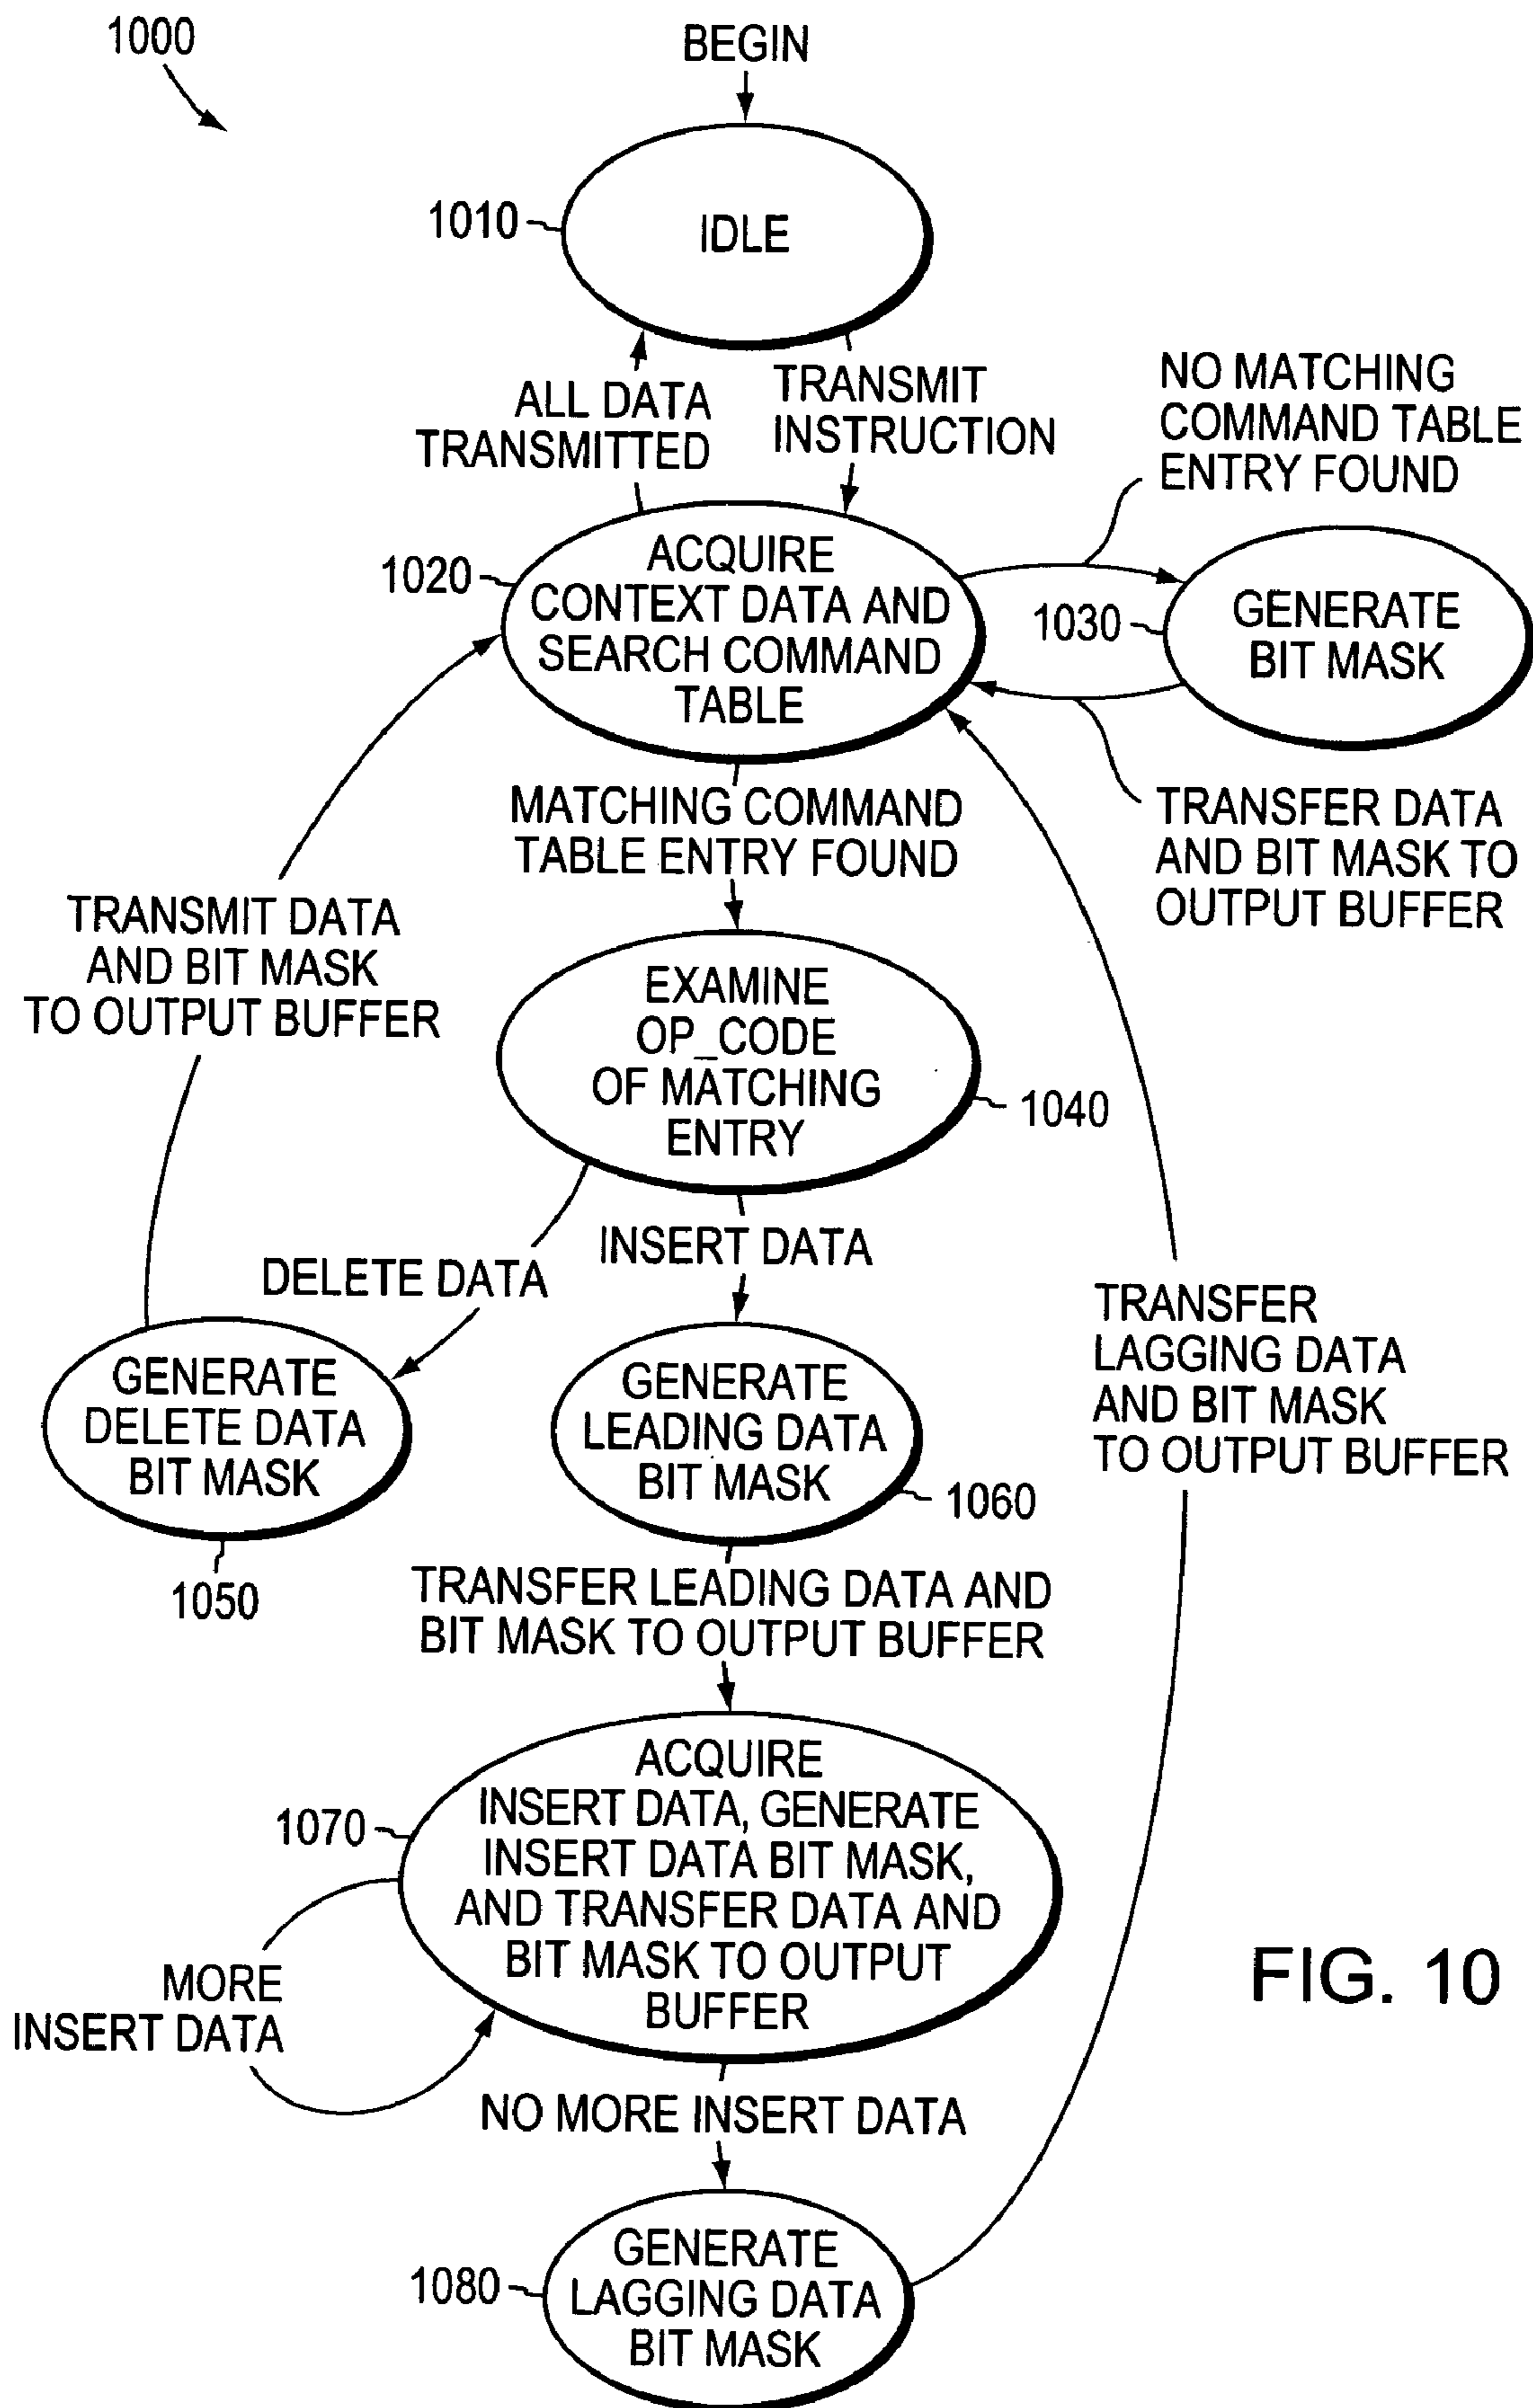 1000
BEGIN
1010
IDLE
ALL DATA
TRANSMITTED
TRANSMIT
INSTRUCTION
NO MATCHING
COMMAND TABLE
ENTRY FOUND
1020
ACQUIRE
CONTEXT DATA AND
SEARCH COMMAND
TABLE
1030
GENERATE
BIT MASK
MATCHING COMMAND
TABLE ENTRY FOUND
TRANSFER DATA
AND BIT MASK TO
OUTPUT BUFFER
TRANSMIT DATA
AND BIT MASK
TO OUTPUT BUFFER
EXAMINE
OP_CODE
OF MATCHING
ENTRY
1040
INSERT DATA
DELETE DATA
TRANSFER
LAGGING DATA
AND BIT MASK
TO OUTPUT BUFFER
GENERATE
DELETE DATA
BIT MASK
1050
GENERATE
LEADING DATA
BIT MASK
1060
TRANSFER LEADING DATA AND
BIT MASK TO OUTPUT BUFFER
1070
ACQUIRE
INSERT DATA, GENERATE
INSERT DATA BIT MASK,
AND TRANSFER DATA AND
BIT MASK TO OUTPUT
BUFFER
MORE
INSERT DATA
FIG. 10
NO MORE INSERT DATA
1080
GENERATE
LAGGING DATA
BIT MASK